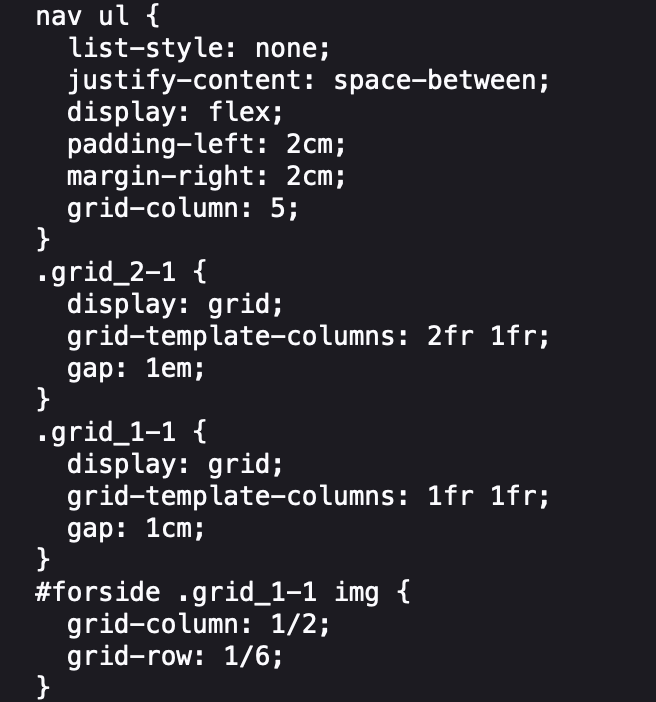 nav ul {
  list-style: none;
  justify-content: space-between;
  display: flex;
  padding-left: 2cm;
  margin-right: 2cm;
  grid-column: 5;
}
.grid_2-1 {
  display: grid;
  grid-template-columns: 2fr 1fr;
  gap: 1em;
}
.grid_1-1 {
  display: grid;
  grid-template-columns: 1fr 1fr;
  gap: 1cm;
}
#forside .grid_1-1 img {
  grid-column: 1/2;
  grid-row: 1/6;
}